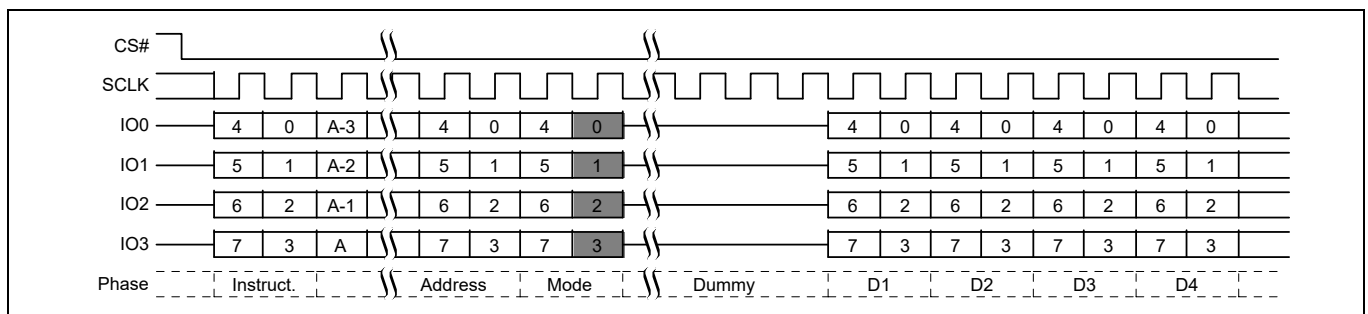 CS#
SCLK
IO0 4 0 A-3 4 0 4 0 4 0 4 0 4 0 4 0
IO1 5 1 A-2 5 1 5 1 5 1 5 1 5 1 5 1
IO2 6 2 A-1 6 2 6 2 6 2 6 2 6 2 6 2
IO3 7 3 A 7 3 7 3 7 3 7 3 7 3 7 3
Phase Instruct. Address Mode Dummy D1 D2 D3 D4